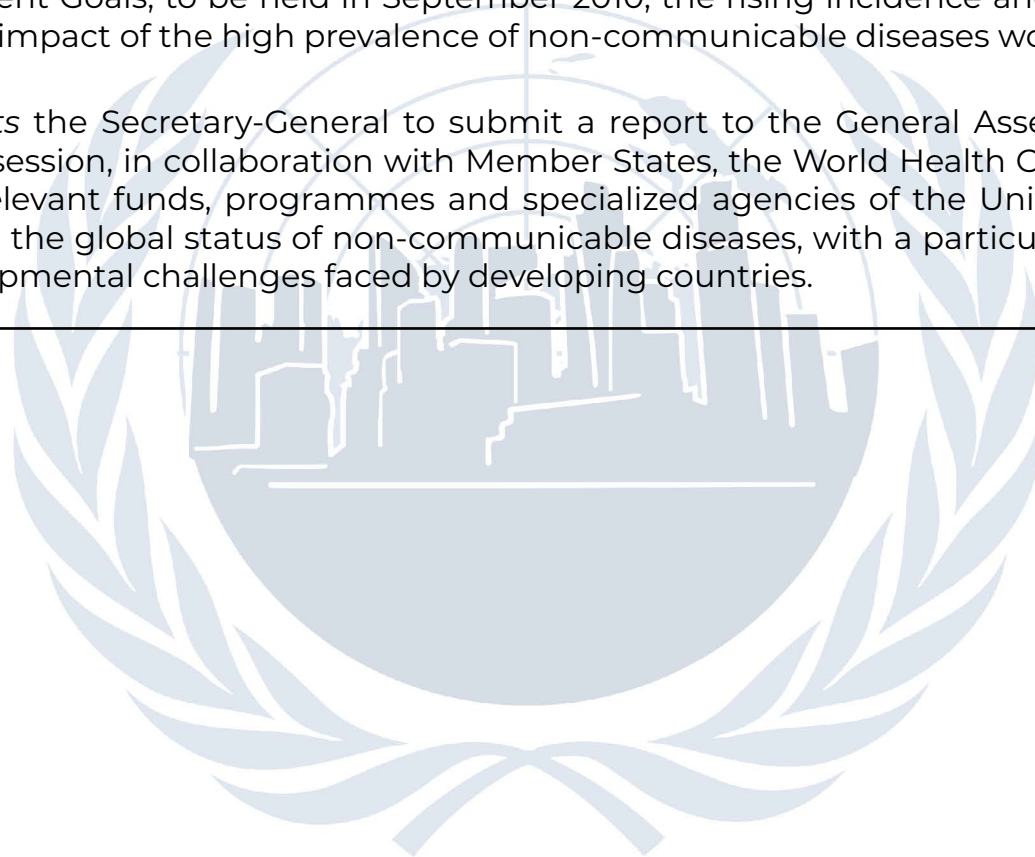 ent Goals, to be held in September 2010, the rising incidence and
impact of the high prevalence of non-communicable diseases wo
ts the Secretary-General to submit a report to the General Asse
session, in collaboration with Member States, the World Health O
elevant funds, programmes and specialized agencies of the Uni
the global status of non-communicable diseases, with a particu
pmental challenges faced by developing countries.